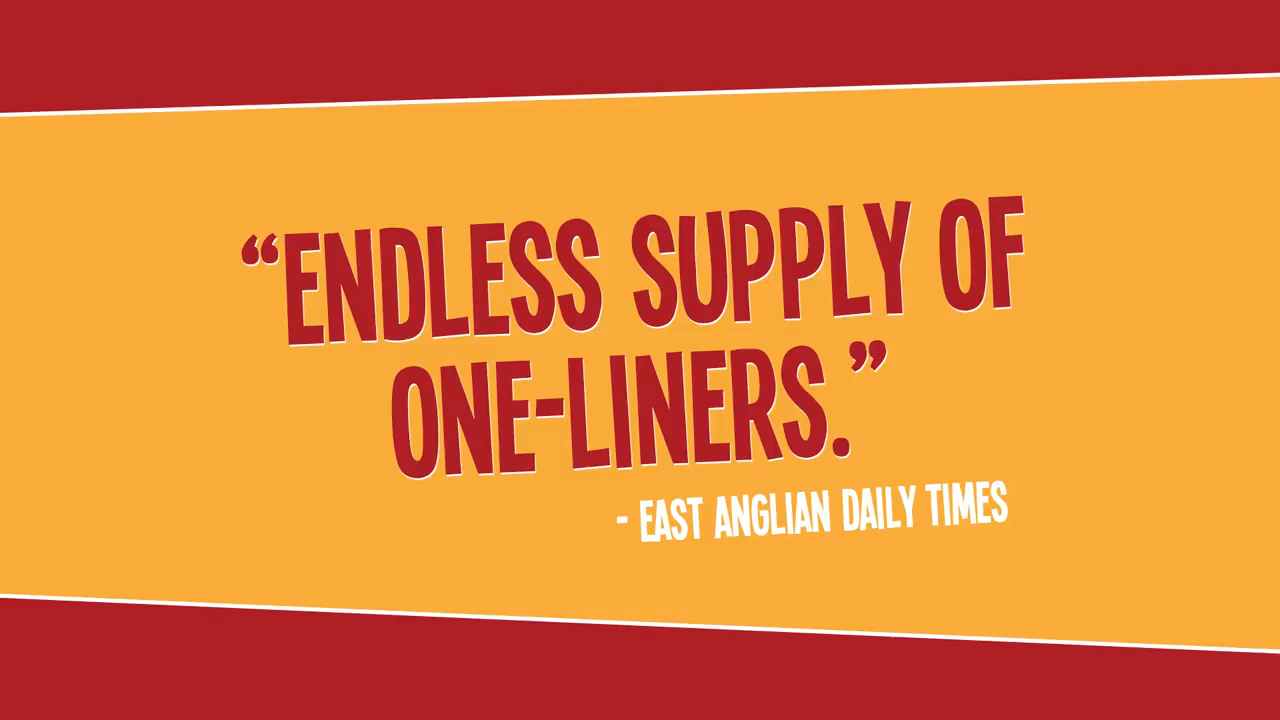 “ENDLESS SUPPLY OF
ONE-LINERS.”
- EAST ANGLIAN DAILY TIMES